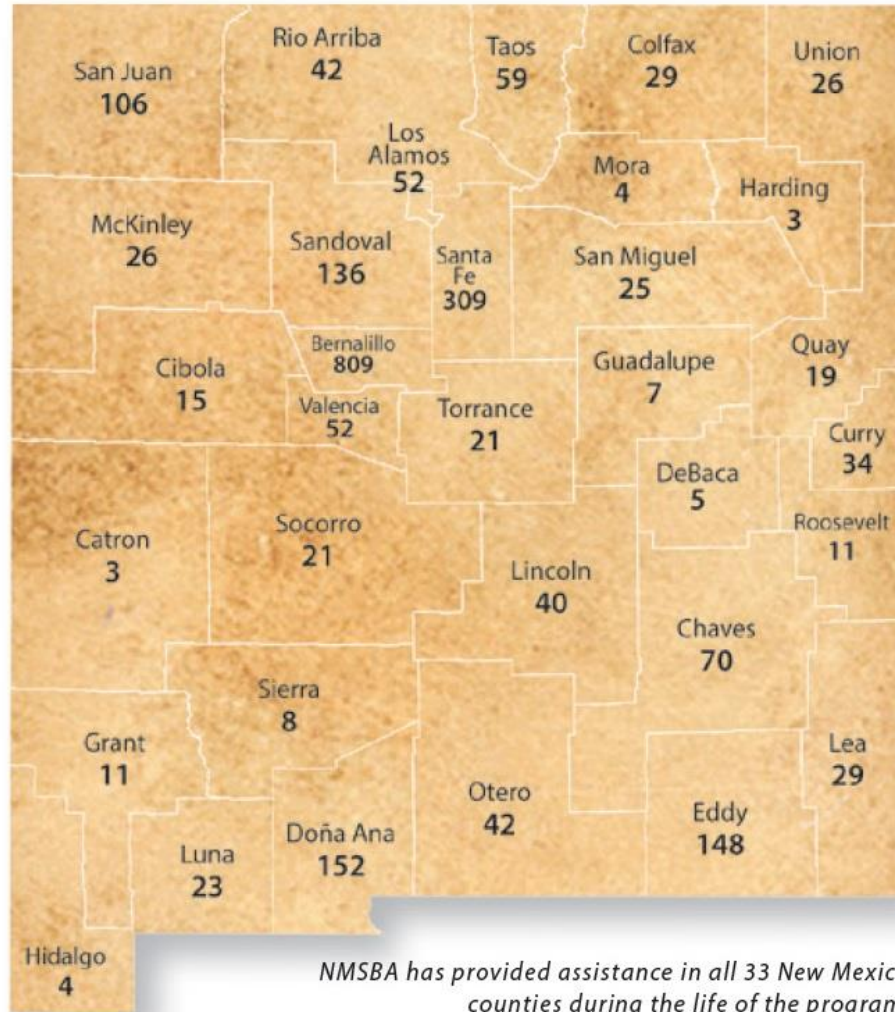 Rio Arriba
42
Taos
59
Colfax
29
Union
26
San Juan
106
Los
Alamos
52
Mora
4
Harding
3
McKinley
26
Sandoval
136
Santa
Fe
309
San Miguel
25
Bernalillo
809
Cibola
15
Valencia
52
Torrance
21
Guadalupe
7
Quay
19
Curry
34
DeBaca
5
Roosevelt
11
Catron
3
Socorro
21
Lincoln
40
Chaves
70
Sierra
8
Grant
11
Otero
42
Lea
29
Eddy
148
Luna
23
Doña Ana
152
Hidalgo
4
NMSBA has provided assistance in all 33 New Mexic
counties during the life of the program